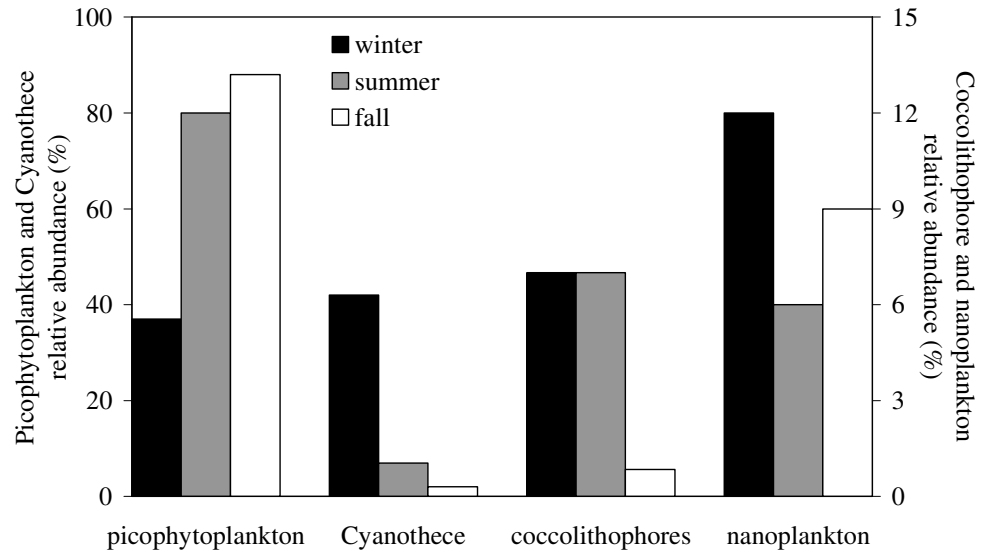 100
80
60
40
20
0
Picophytoplankton and Cyanothece
relative abundance (%)
winter
summer
fall
15
12
9
6
3
0
Coccolithophore and nanoplankton
relative abundance (%)
picophytoplankton Cyanothece coccolithophores nanoplankton